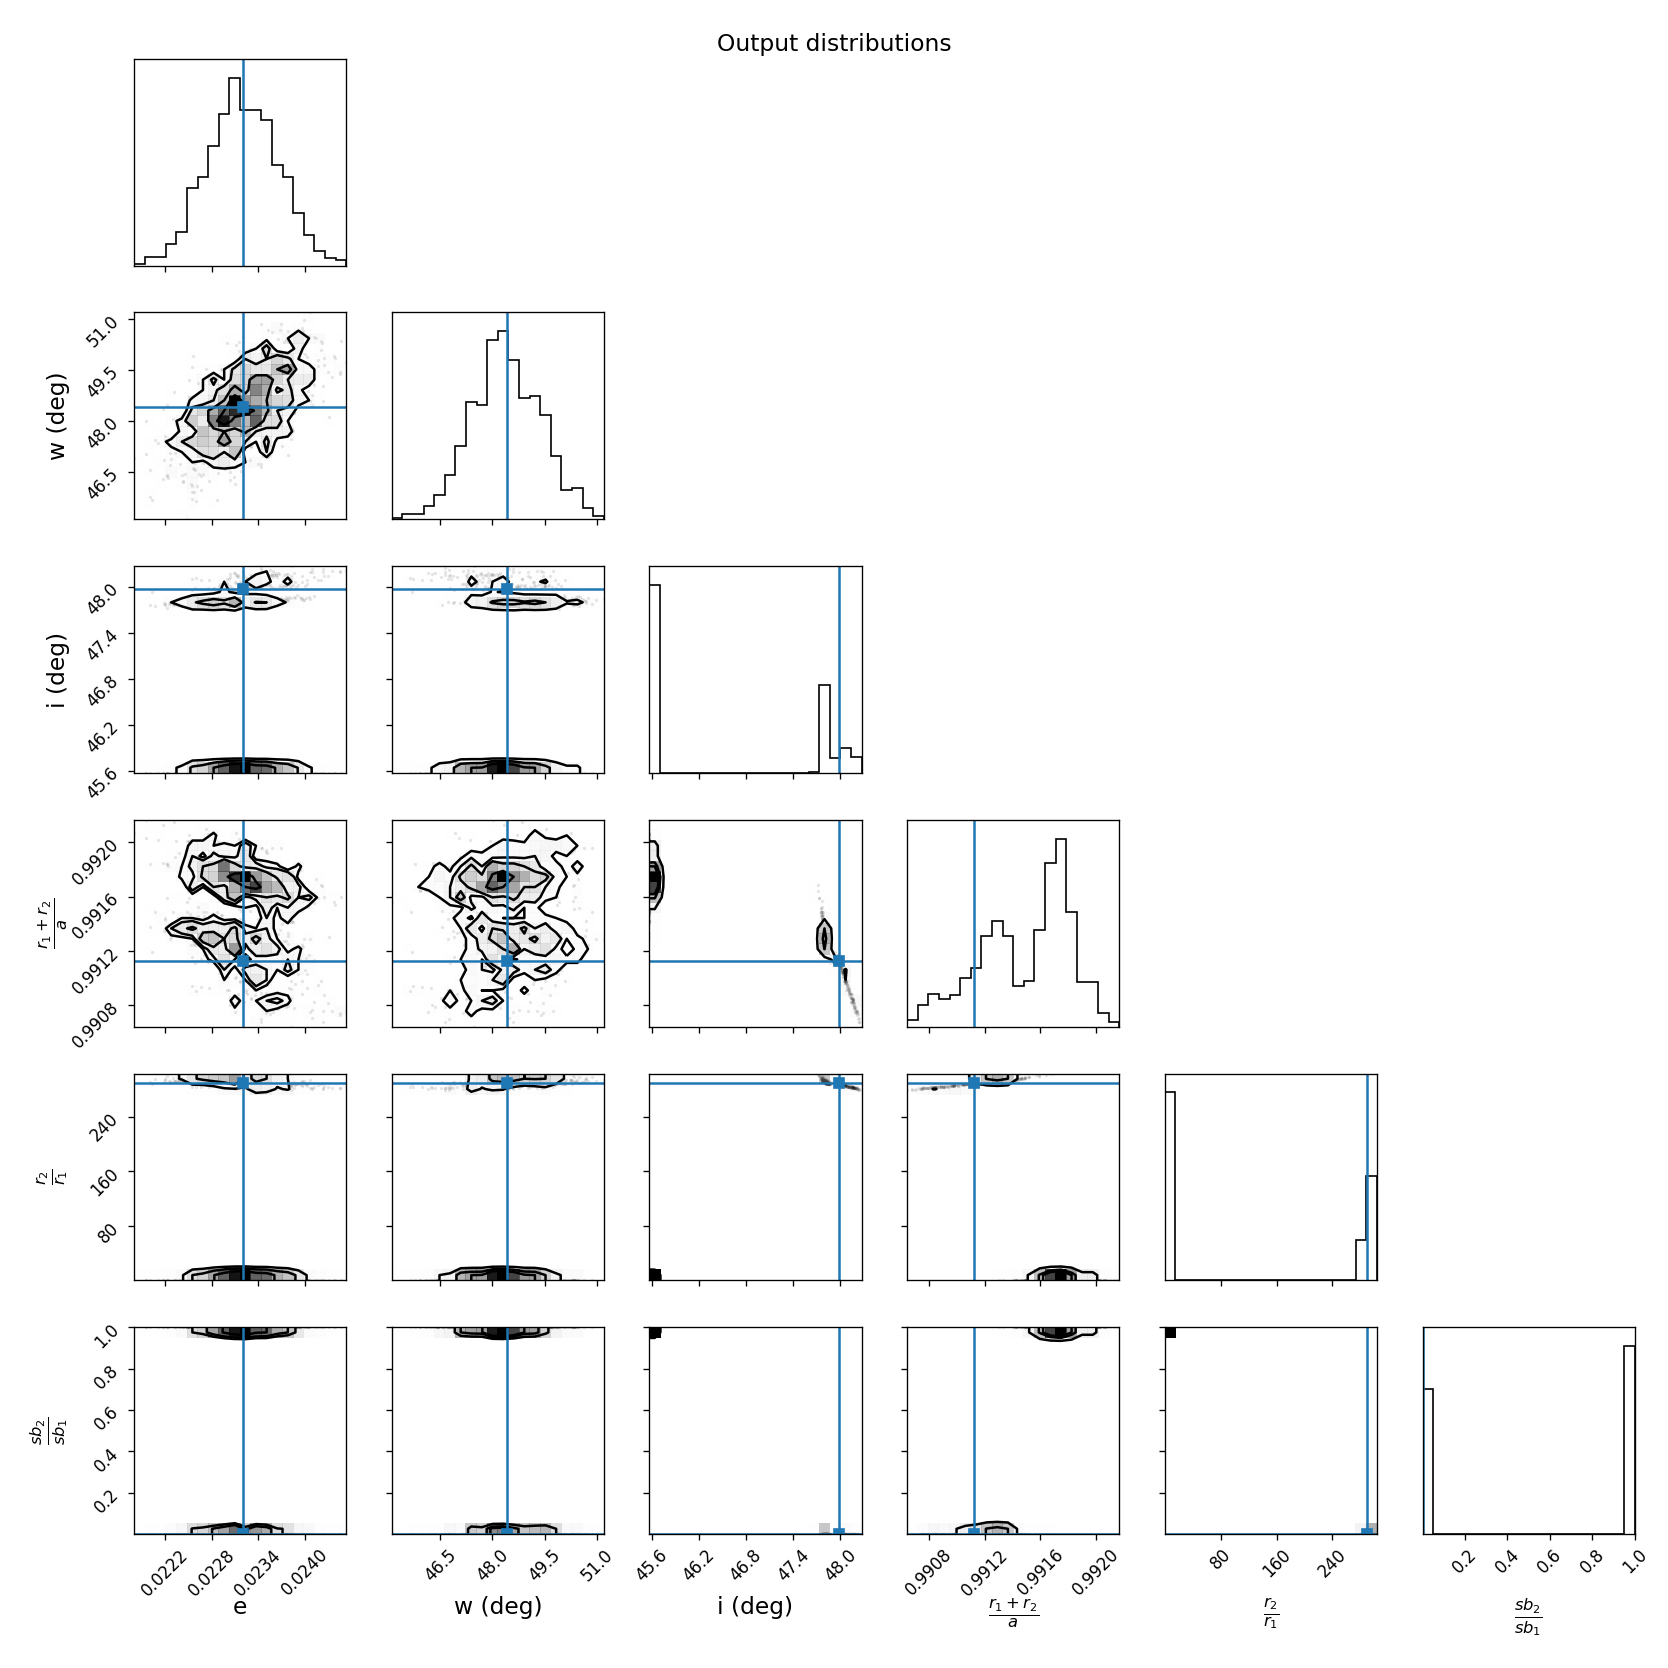 Output distributions
w (deg)
51.0
49.5
48.0
46.5
i (deg)
48.0
47.4
46.8
46.2
45.6
r₁ + r₂
a
0.9920
0.9916
0.9912
0.9908
r₂
r₁
240
160
80
sb₂
sb₁
1.0
0.8
0.6
0.4
0.2
0.0222 0.0228 0.0234 0.0240 46.5 48.0 49.5 51.0 45.6 46.2 46.8 47.4 48.0 0.9908 0.9912 0.9916 0.9920 80 160 240 0.2 0.4 0.6 0.8 1.0
e w (deg) i (deg) r₁ + r₂ r₂ sb₂
a r₁ sb₁